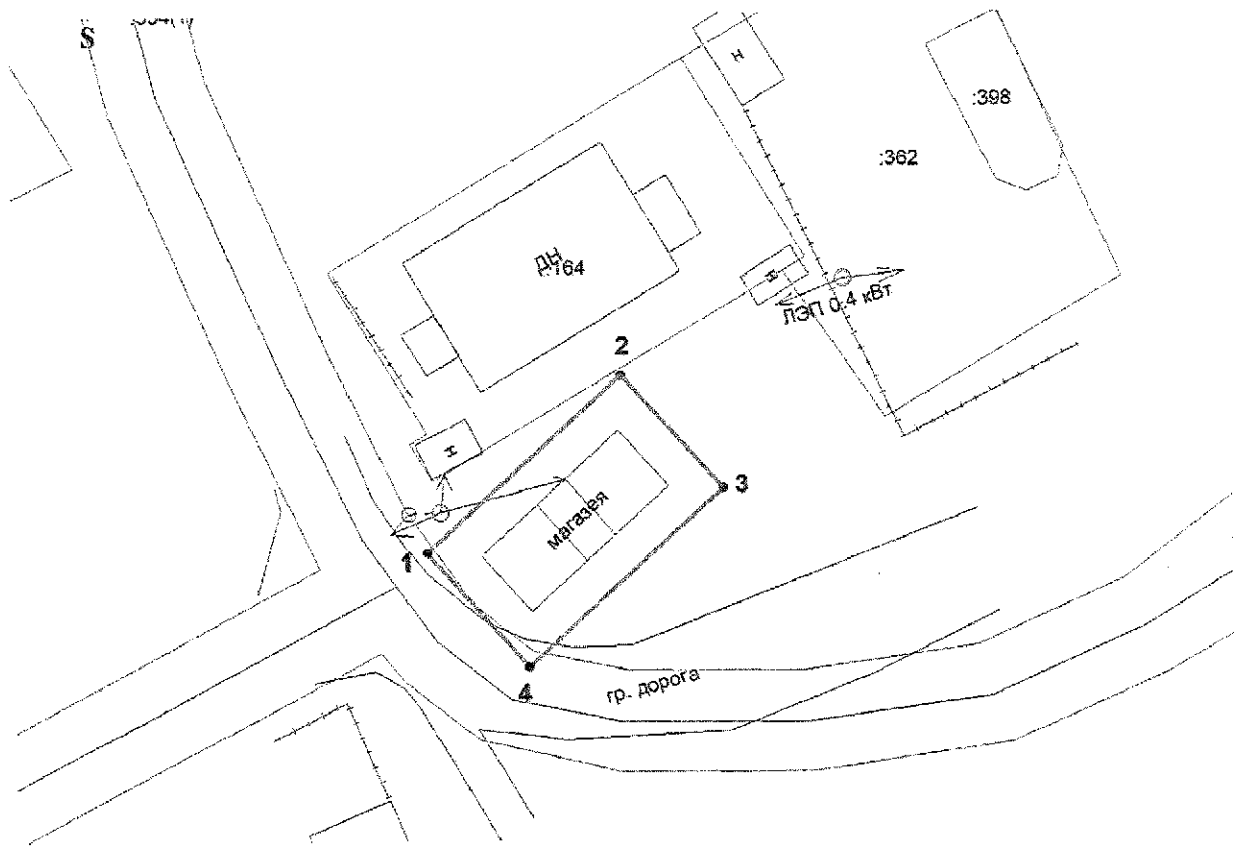 S
:398
:362
Н
ДН
:164
Н
ЛЭП 0.4 кВт
2
Н
3
магазея
1
4
гр. дорога